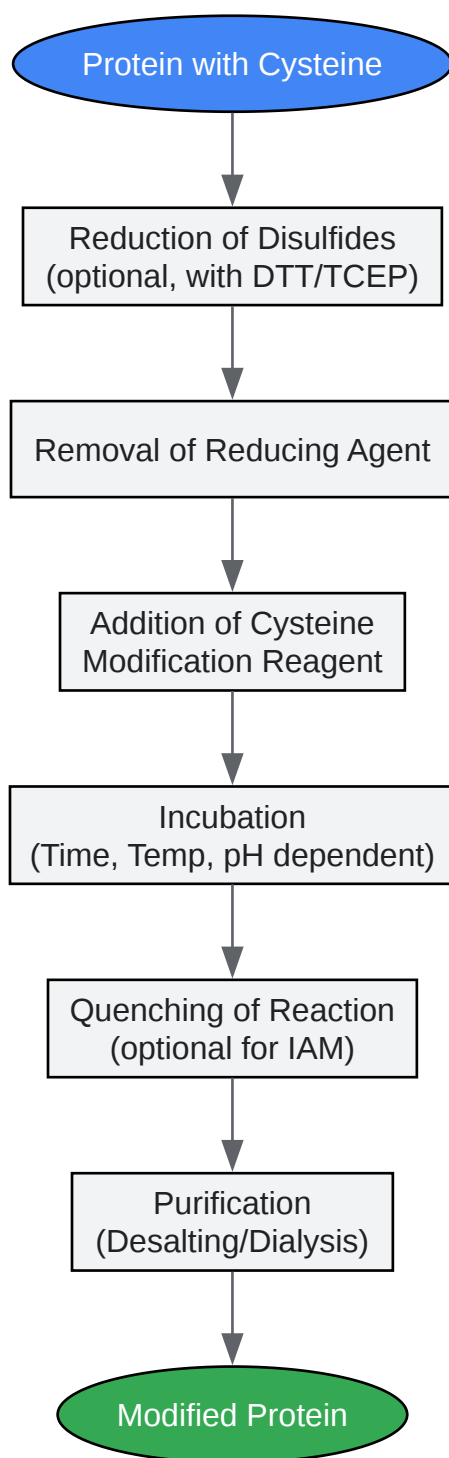 Protein with Cysteine
Reduction of Disulfides
(optional, with DTT/TCEP)
Removal of Reducing Agent
Addition of Cysteine
Modification Reagent
Incubation
(Time, Temp, pH dependent)
Quenching of Reaction
(optional for IAM)
Purification
(Desalting/Dialysis)
Modified Protein